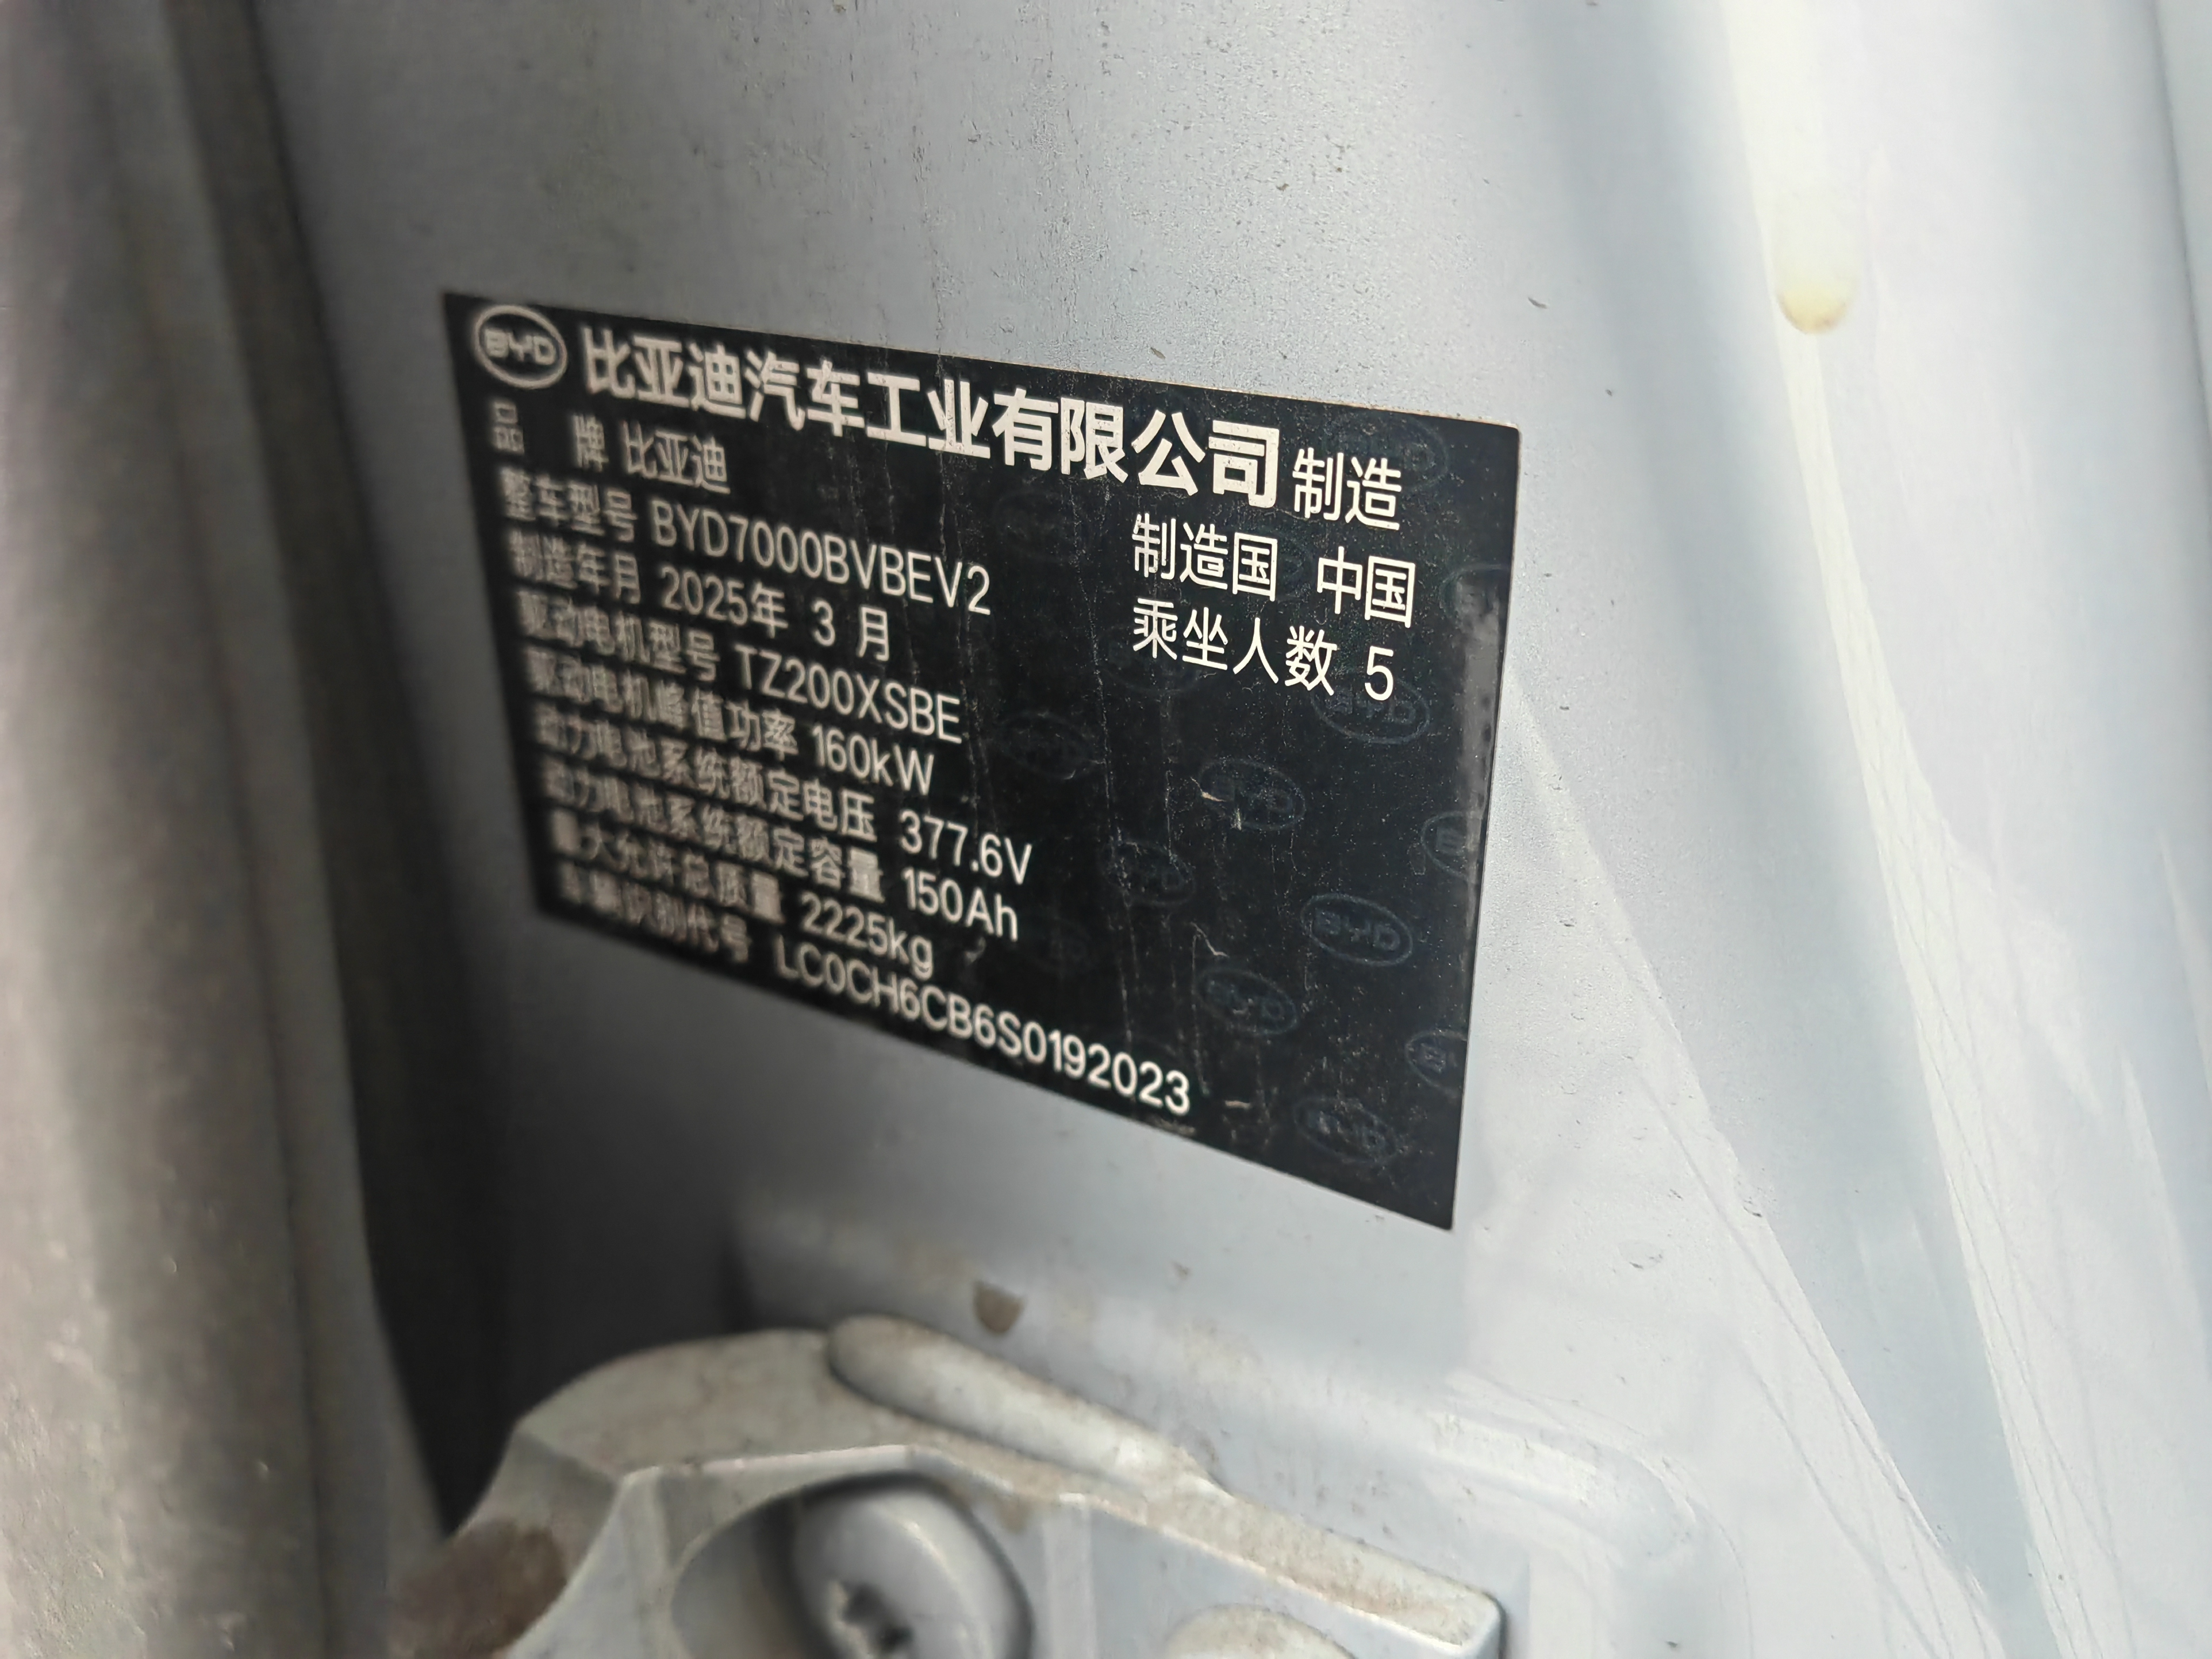 BYD 比亚迪汽车工业有限公司 制造
品 牌 比亚迪
制造国 中国
整车型号 BYD7000BVBEV2
乘坐人数 5
制造年月 2025年 3 月
驱动电机型号 TZ200XSBE
驱动电机峰值功率 160kW
动力电池系统额定电压 377.6V
动力电池系统额定容量 150Ah
最大允许总质量 2225kg
车辆识别代号 LC0CH6CB6S0192023